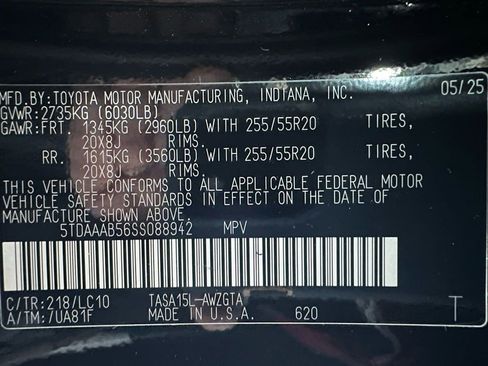 MFD.BY:TOYOTA MOTOR MANUFACTURING, INDIANA, INC. 05/25
GVWR:2735KG (6030LB)
GAWR:FRT. 1345KG (2960LB) WITH 255/55R20 TIRES,
20X8J RIMS.
RR. 1615KG (3560LB) WITH 255/55R20 TIRES,
20X8J RIMS.
THIS VEHICLE CONFORMS TO ALL APPLICABLE FEDERAL MOTOR
VEHICLE SAFETY STANDARDS IN EFFECT ON THE DATE OF
MANUFACTURE SHOWN ABOVE.
5TDAAAB56SS088942 MPV
C/TR:218/LC10 TASA15L-AWZGTA
A/TM:/UA81F MADE IN U.S.A. 620 T